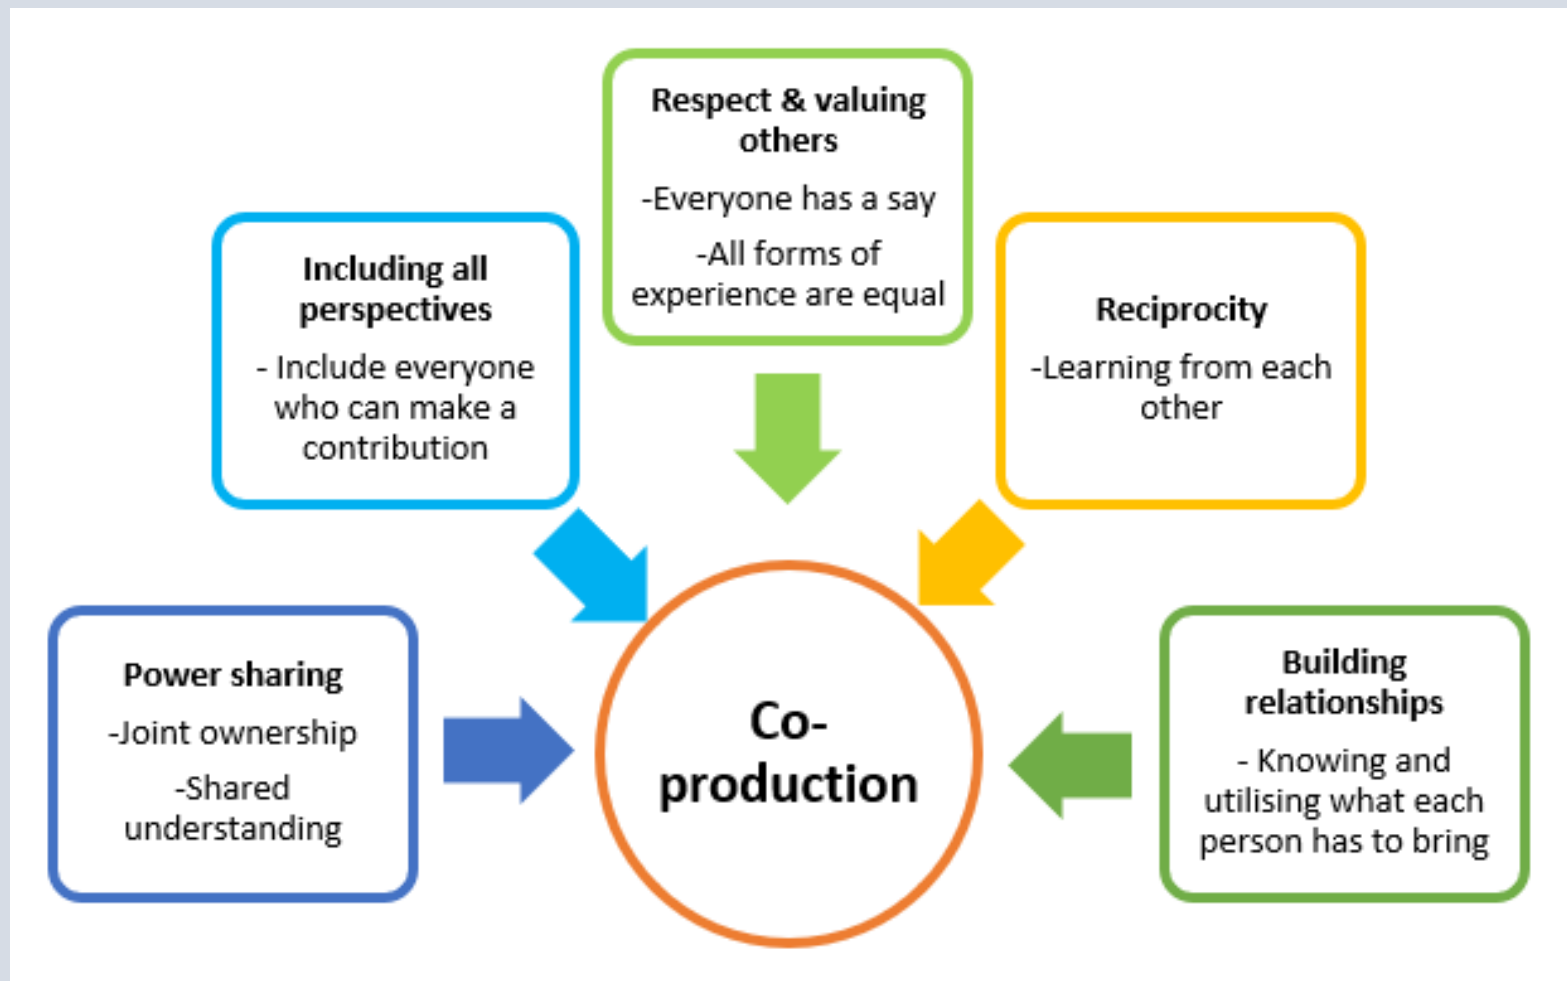 Respect & valuing
others
-Everyone has a say
-All forms of
experience are equal
Including all
perspectives
- Include everyone
who can make a
contribution
Reciprocity
-Learning from each
other
Power sharing
-Joint ownership
-Shared
understanding
Co-
production
Building
relationships
- Knowing and
utilising what each
person has to bring